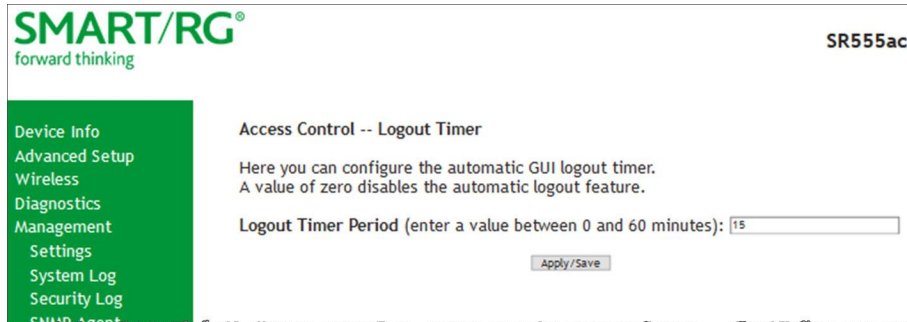 SMART/RG®
forward thinking
SR555ac
Device Info
Advanced Setup
Wireless
Diagnostics
Management
Settings
System Log
Security Log
SNMP Agent
Access Control -- Logout Timer
Here you can configure the automatic GUI logout timer.
A value of zero disables the automatic logout feature.
Logout Timer Period (enter a value between 0 and 60 minutes): 15
Apply/Save